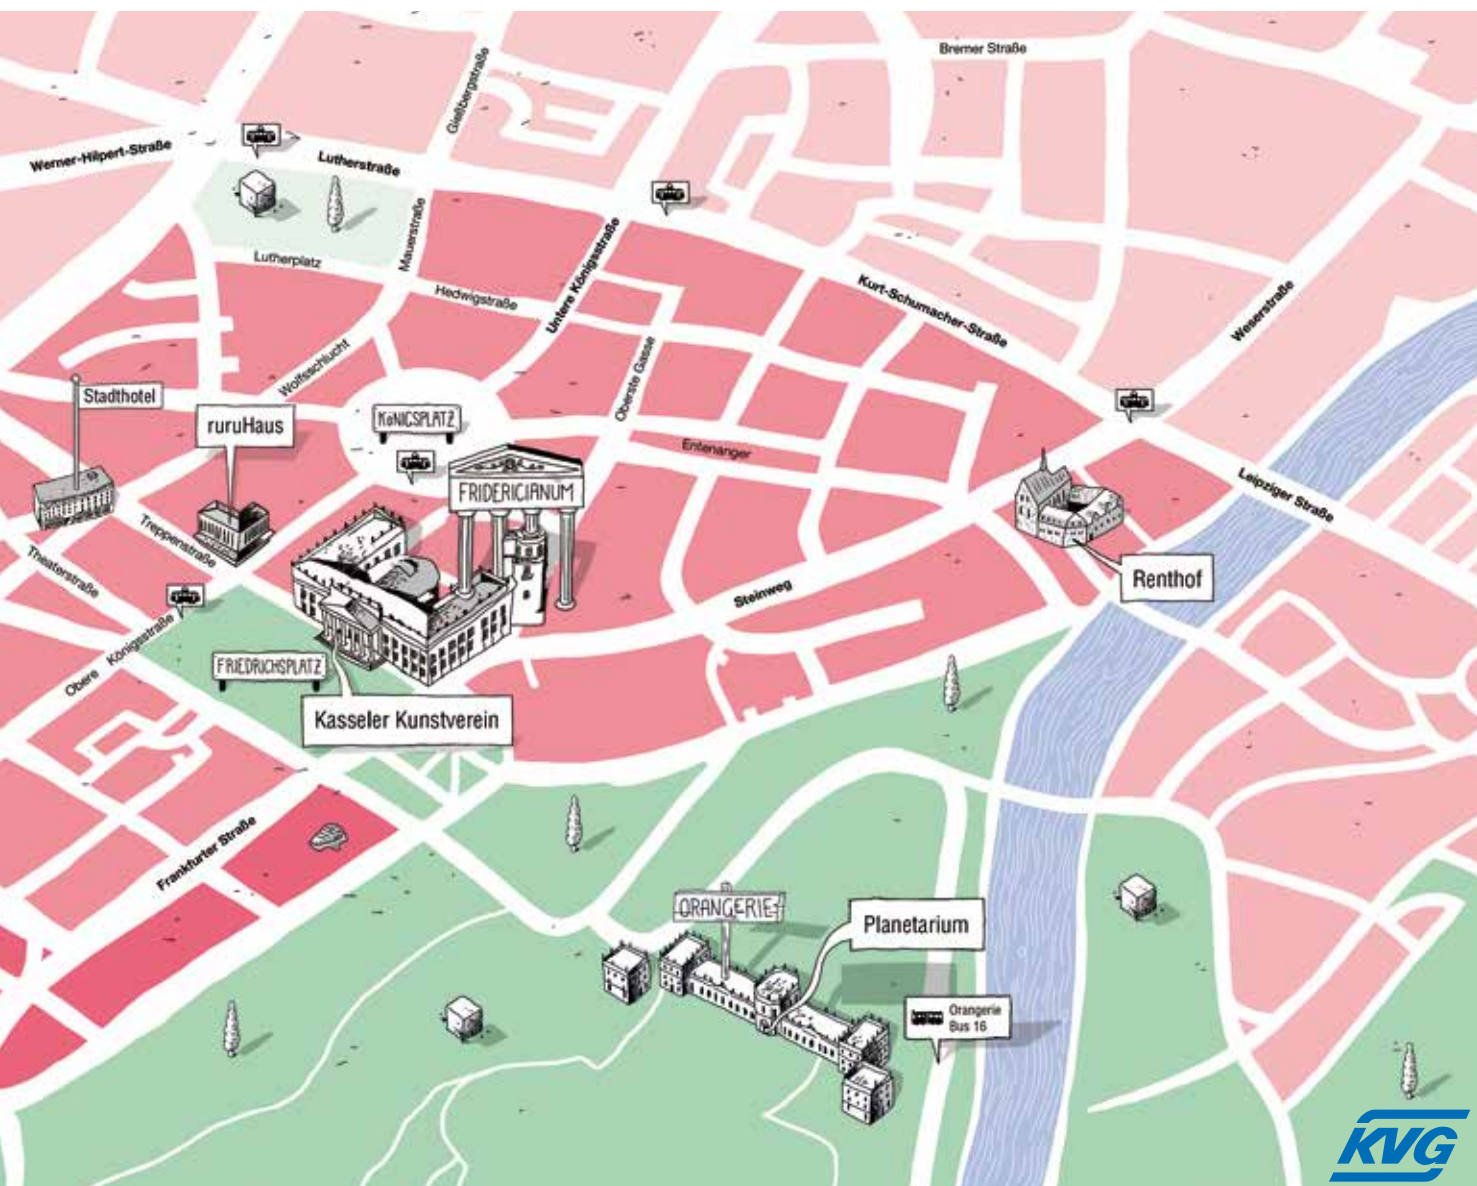 Bremer Straße
Gießbergstraße
Werner-Hilpert-Straße
Lutherstraße
Mauerstraße
Lutherplatz
Hedwigstraße
Untere Königsstraße
Kurt-Schumacher-Straße
Weserstraße
Wolfsschlucht
Oberste Gasse
Stadthotel
ruruHaus
KöNIGSPLATZ
Entenanger
FRIDERICIANUM
Leipziger Straße
Treppenstraße
Theaterstraße
Renthof
Steinweg
Obere Königsstraße
FRIEDRICHSPLATZ
Kasseler Kunstverein
Frankfurter Straße
ORANGERIE
Planetarium
Orangerie
Bus 16
KVG